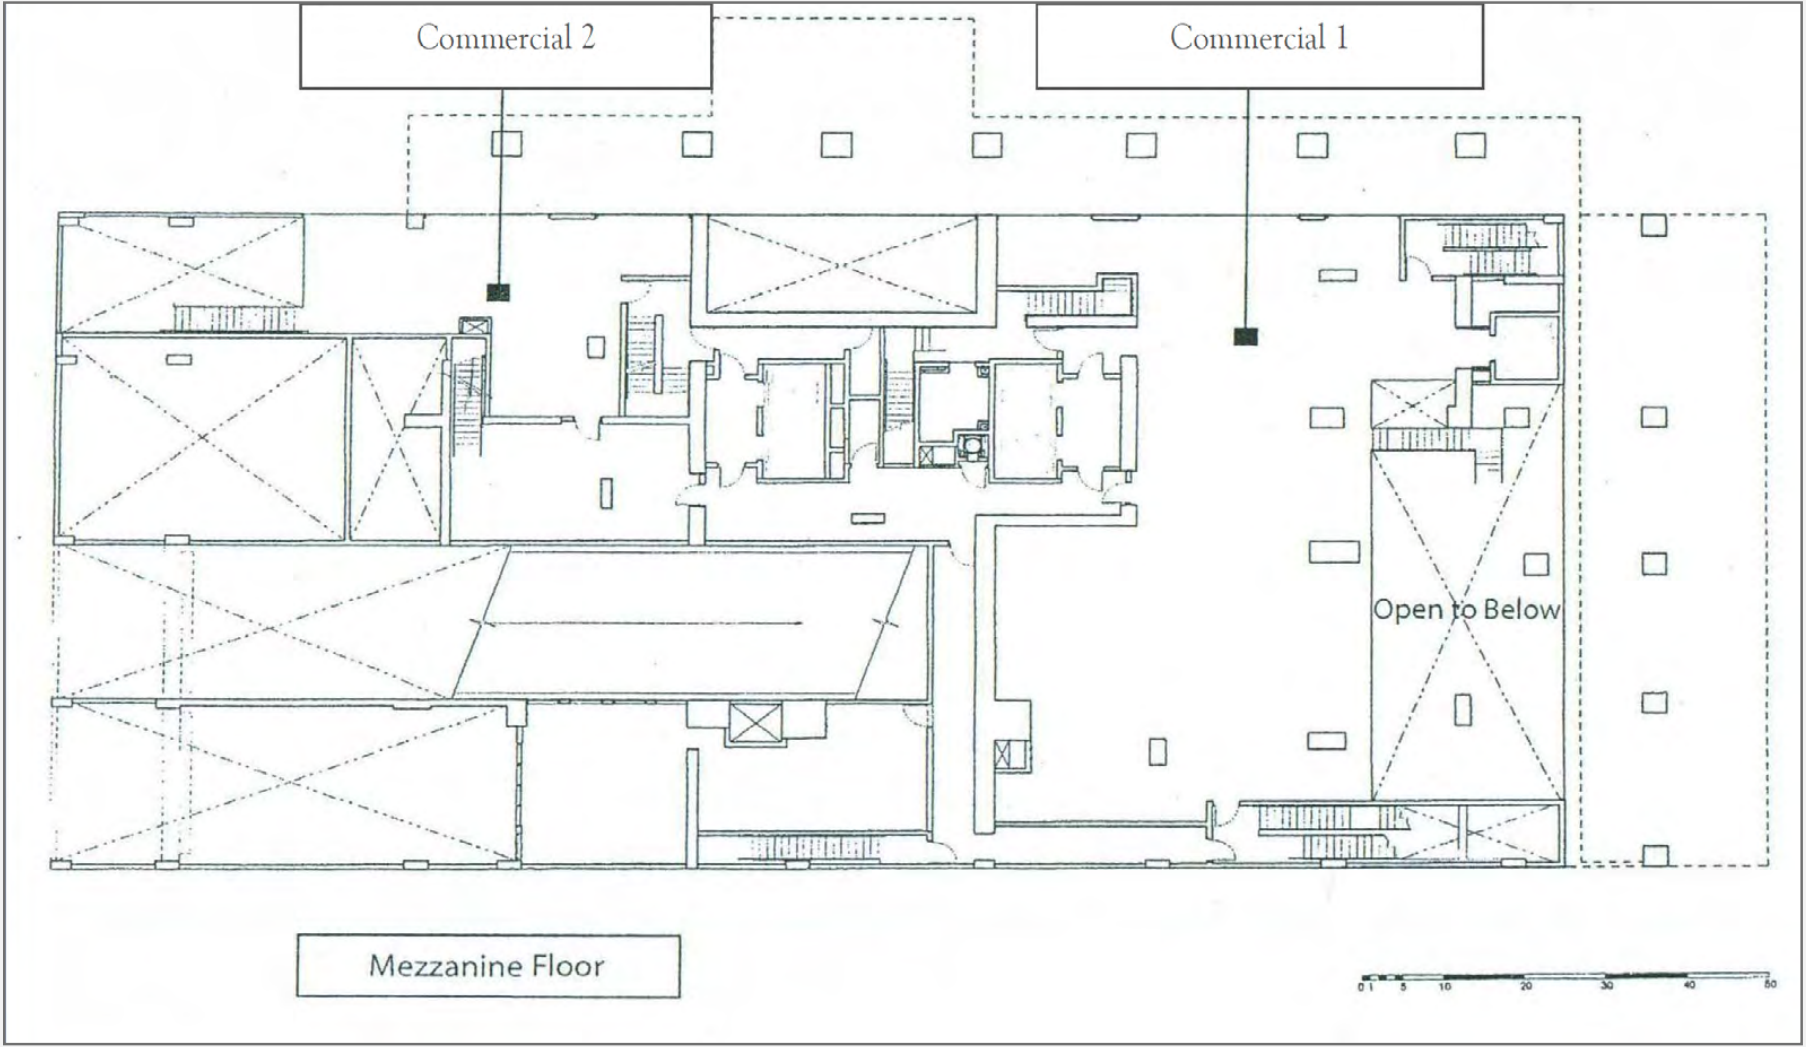 Commercial 2
Commercial 1
Open to Below
Mezzanine Floor
0 1 5 10 20 30 40 50